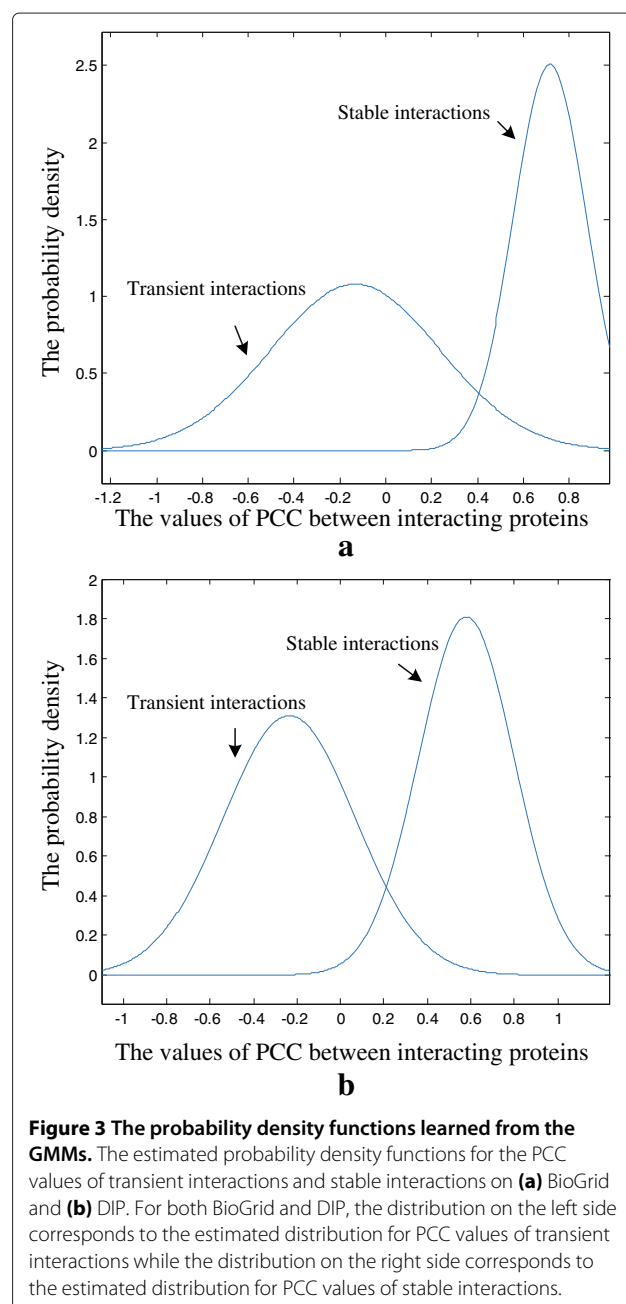 2.5
Stable interactions
2
1.5
Transient interactions
1
0.5
0
The probability density
-1.2 -1 -0.8 -0.6 -0.4 -0.2 0 0.2 0.4 0.6 0.8
The values of PCC between interacting proteins
a
2
1.8
1.6
Stable interactions
1.4
Transient interactions
1.2
1
0.8
0.6
0.4
0.2
0
The probability density
-1 -0.8 -0.6 -0.4 -0.2 0 0.2 0.4 0.6 0.8 1
The values of PCC between interacting proteins
b
Figure 3 The probability density functions learned from the
GMMs. The estimated probability density functions for the PCC
values of transient interactions and stable interactions on (a) BioGrid
and (b) DIP. For both BioGrid and DIP, the distribution on the left side
corresponds to the estimated distribution for PCC values of transient
interactions while the distribution on the right side corresponds to
the estimated distribution for PCC values of stable interactions.